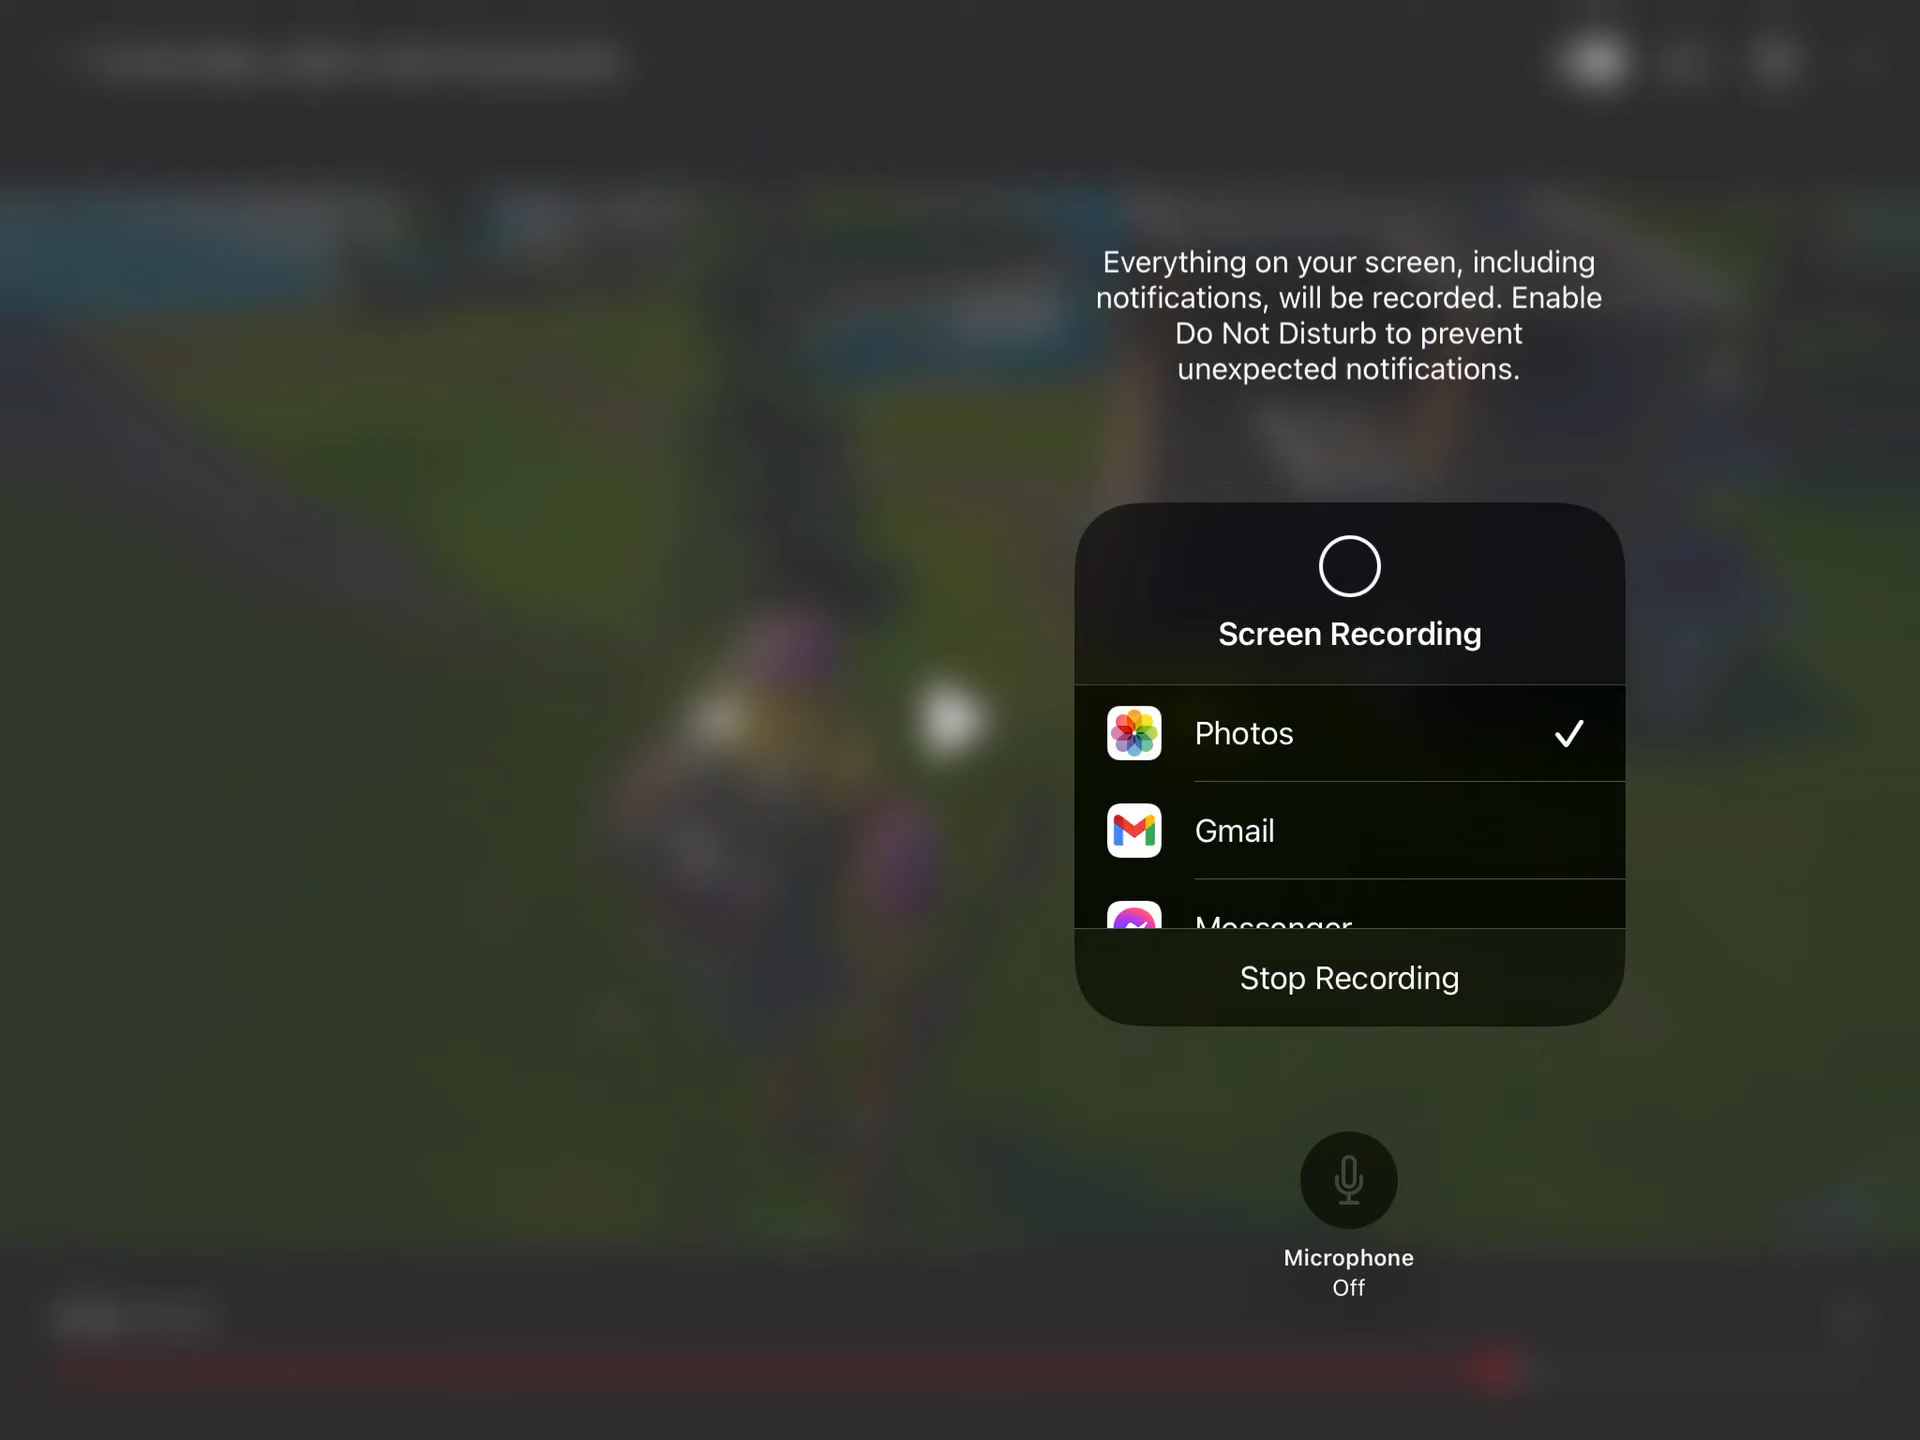 Everything on your screen, including
notifications, will be recorded. Enable
Do Not Disturb to prevent
unexpected notifications.
Screen Recording
Photos
Gmail
Messenger
Stop Recording
Microphone
Off